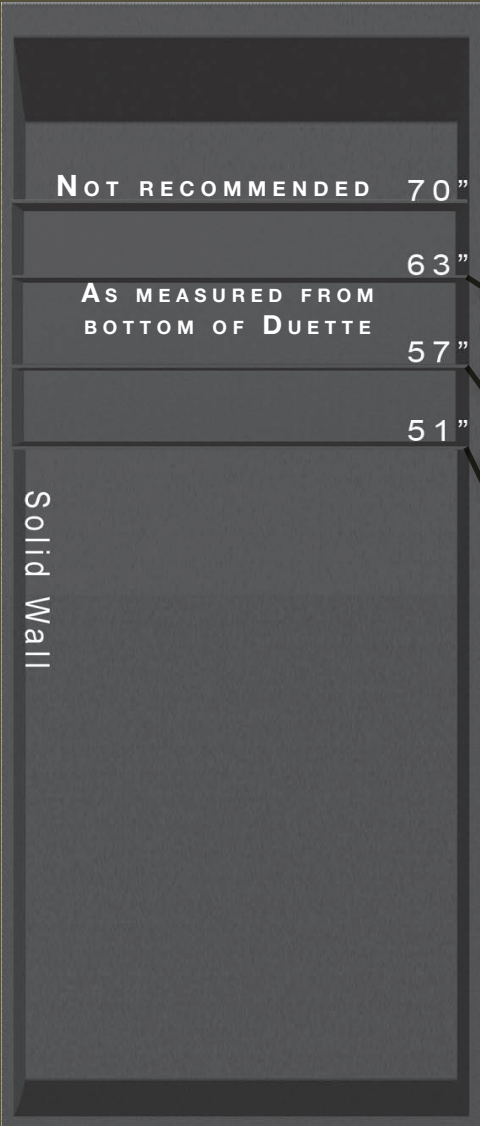 Not recommended 70”
63”
As measured from
bottom of Duette
57”
51”
Solid Wall